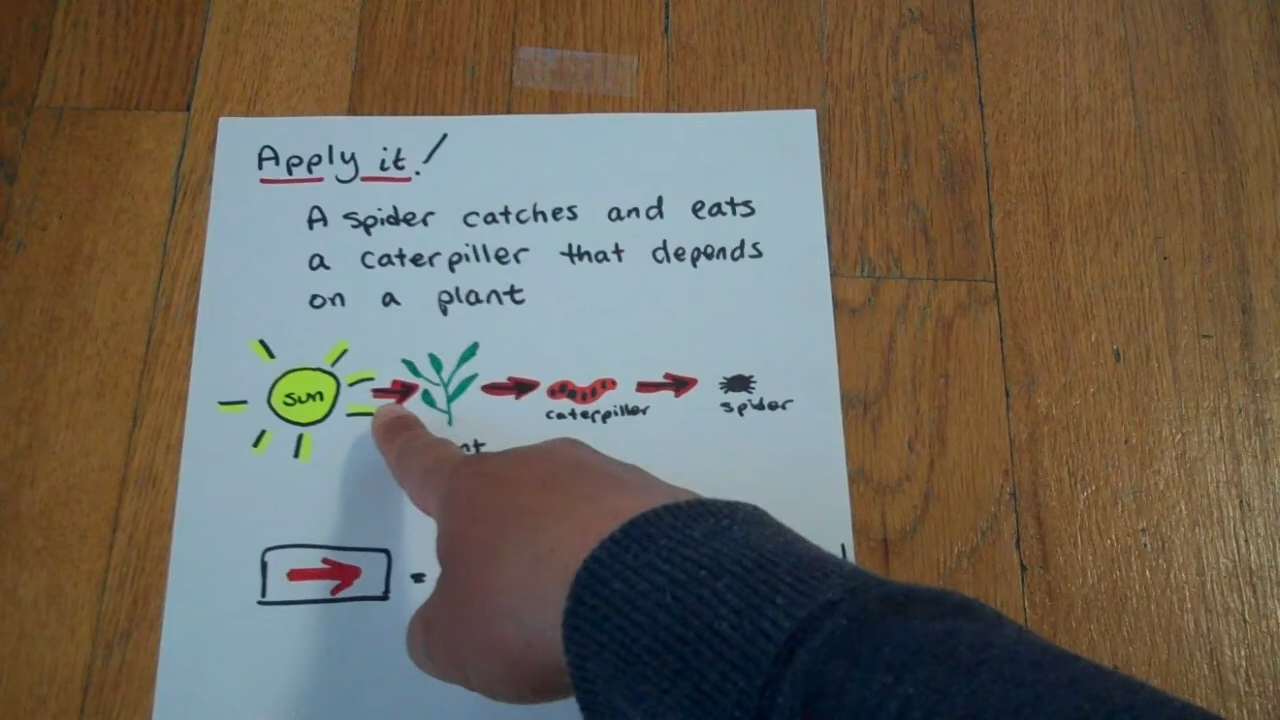 Apply it!
A spider catches and eats
a caterpiller that depends
on a plant
sun
caterpiller
spider
=